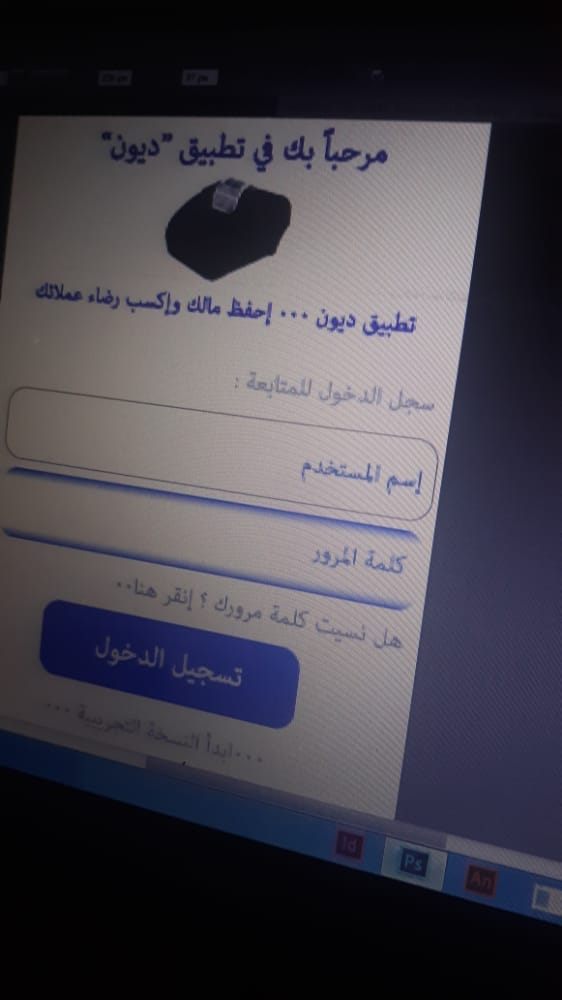 مرحباً بك في تطبيق "ديون"
تطبيق ديون ... إحفظ مالك وإكسب رضاء عملائك
سجل الدخول للمتابعة :
إسم المستخدم
كلمة المرور
هل نسيت كلمة مرورك ؟ إنقر هنا..
تسجيل الدخول
...ابدأ النسخة التجريبية ...
Id
Ps
An